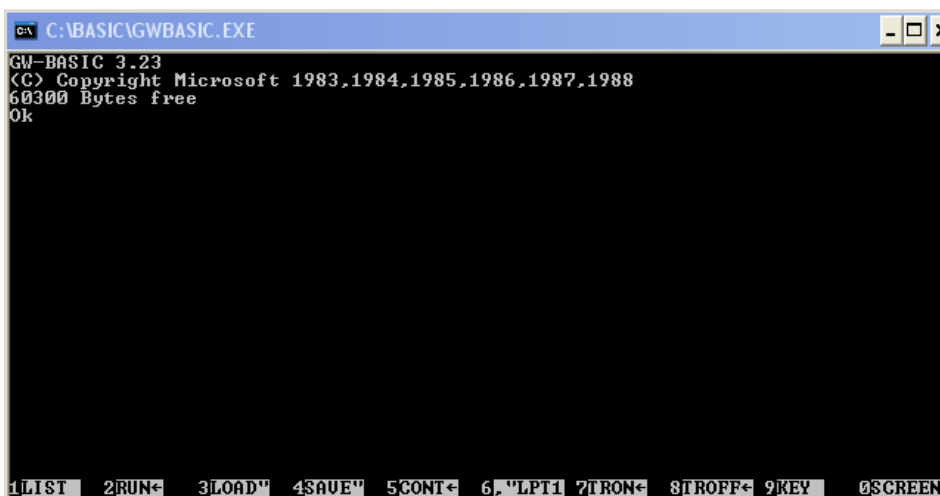 C:\BASIC\GWBASIC.EXE
GW-BASIC 3.23
(C) Copyright Microsoft 1983,1984,1985,1986,1987,1988
60300 Bytes free
Ok
1LIST 2RUN← 3LOAD" 4SAVE" 5CONT← 6,"LPT1 7TRON← 8TROFF← 9KEY 0SCREEN